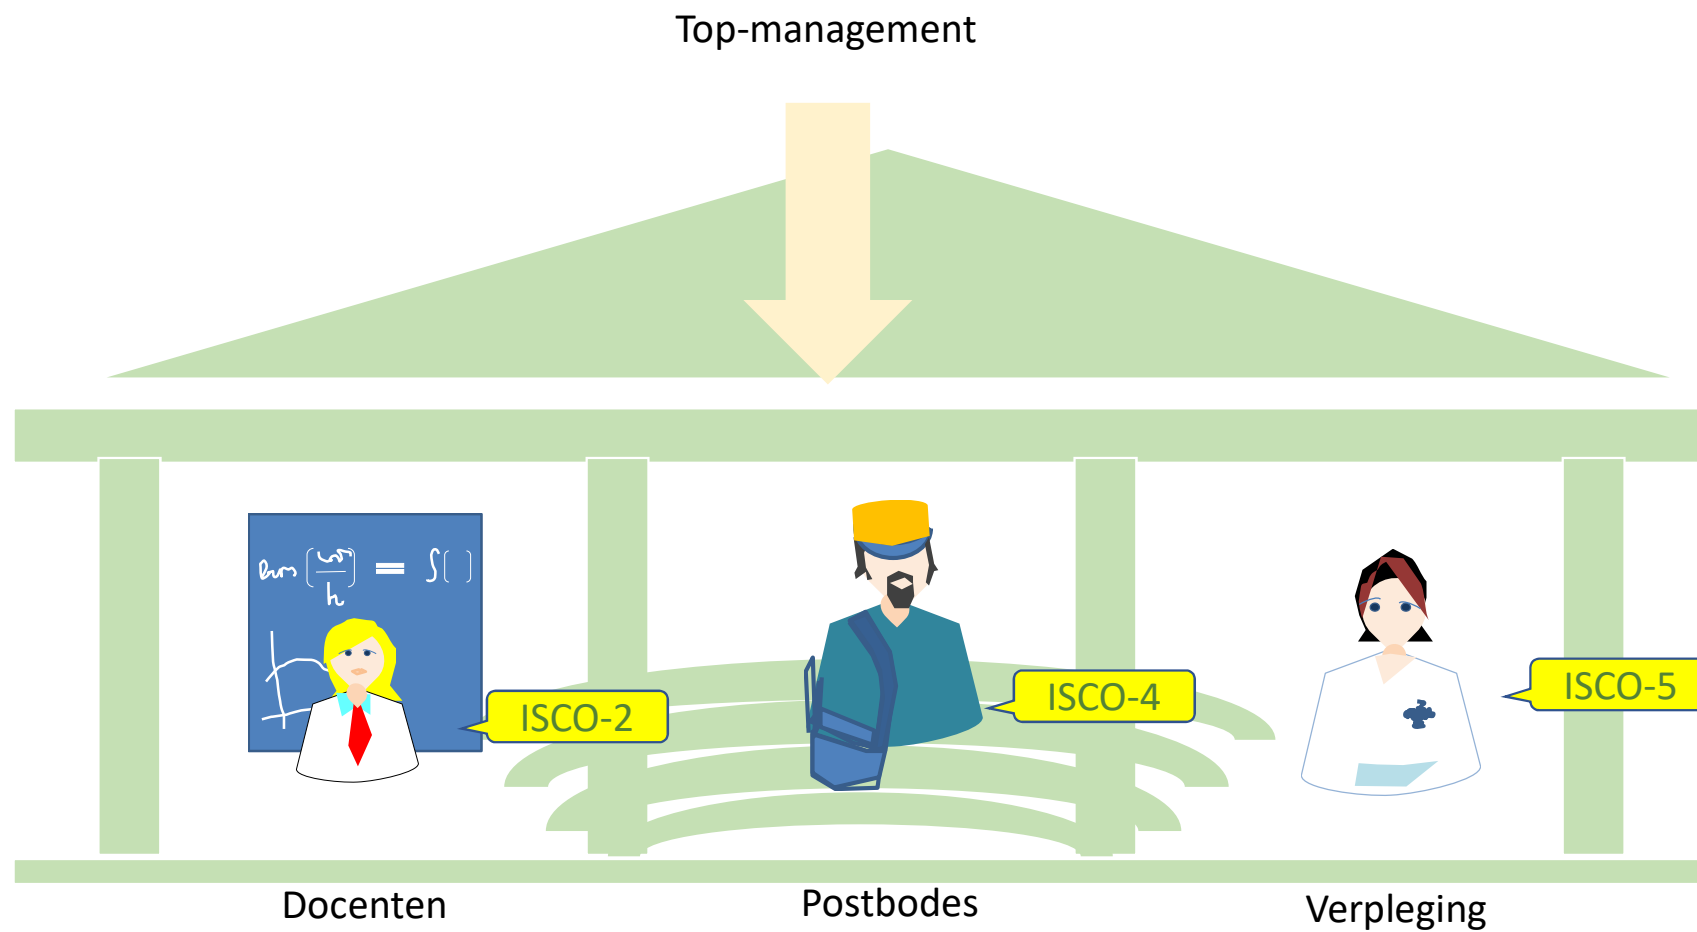 Top-management
ISCO-2
ISCO-4
ISCO-5
Docenten
Postbodes
Verpleging